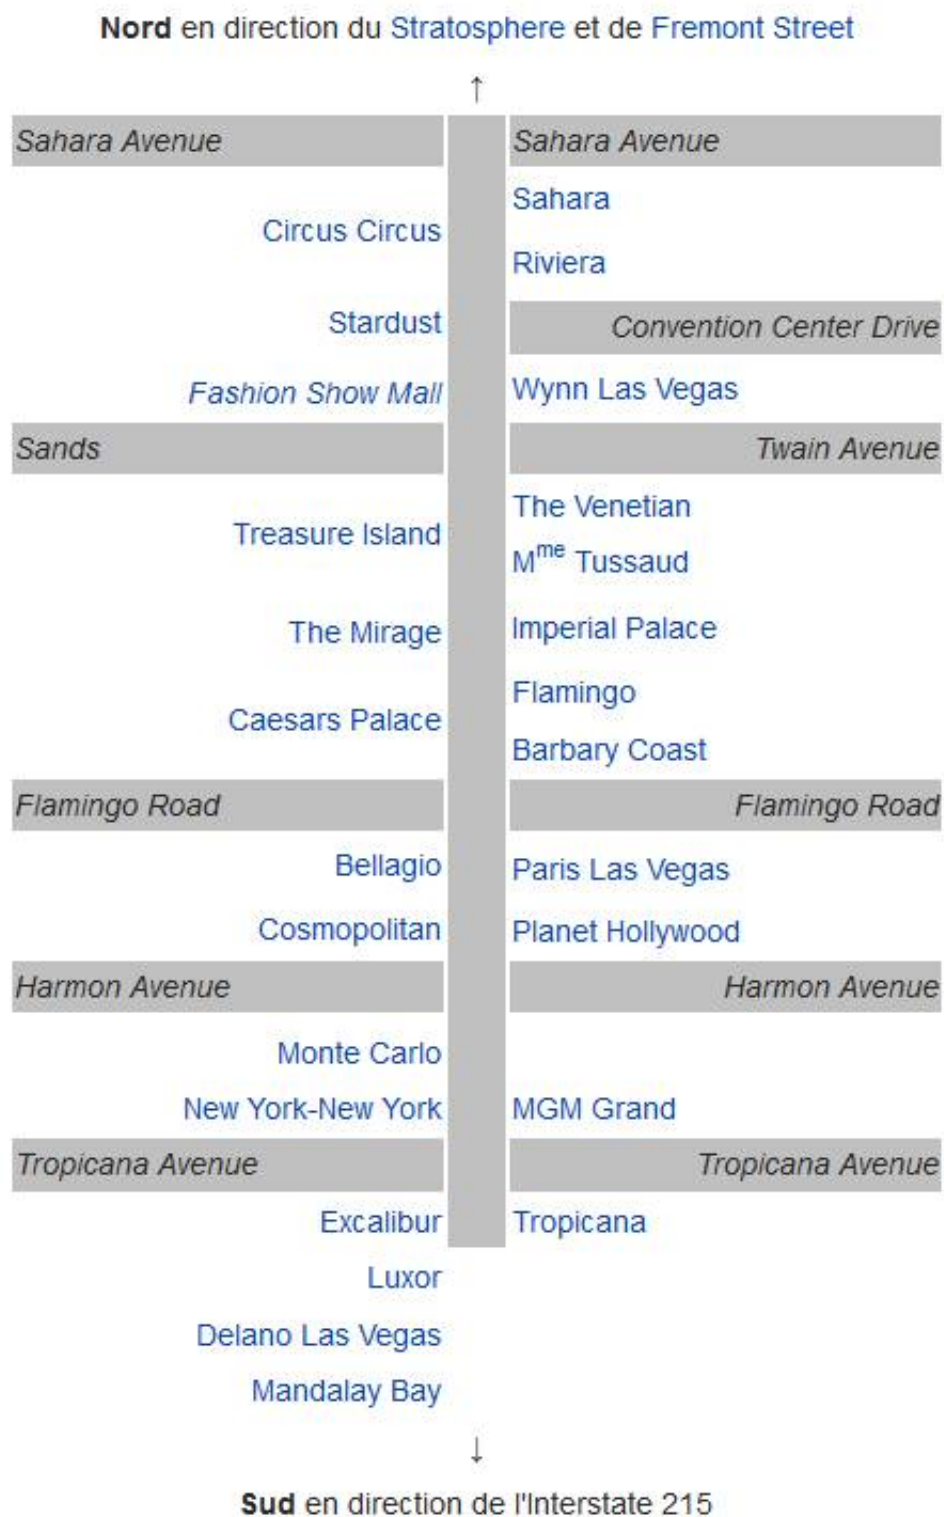 Nord en direction du Stratosphere et de Fremont Street
↑
Sahara Avenue Sahara Avenue
Sahara
Circus Circus
Riviera
Stardust Convention Center Drive
Fashion Show Mall Wynn Las Vegas
Sands Twain Avenue
The Venetian
Treasure Island
Mme Tussaud
The Mirage Imperial Palace
Flamingo
Caesars Palace
Barbary Coast
Flamingo Road Flamingo Road
Bellagio Paris Las Vegas
Cosmopolitan Planet Hollywood
Harmon Avenue Harmon Avenue
Monte Carlo
New York-New York MGM Grand
Tropicana Avenue Tropicana Avenue
Excalibur Tropicana
Luxor
Delano Las Vegas
Mandalay Bay
↓
Sud en direction de l'Interstate 215